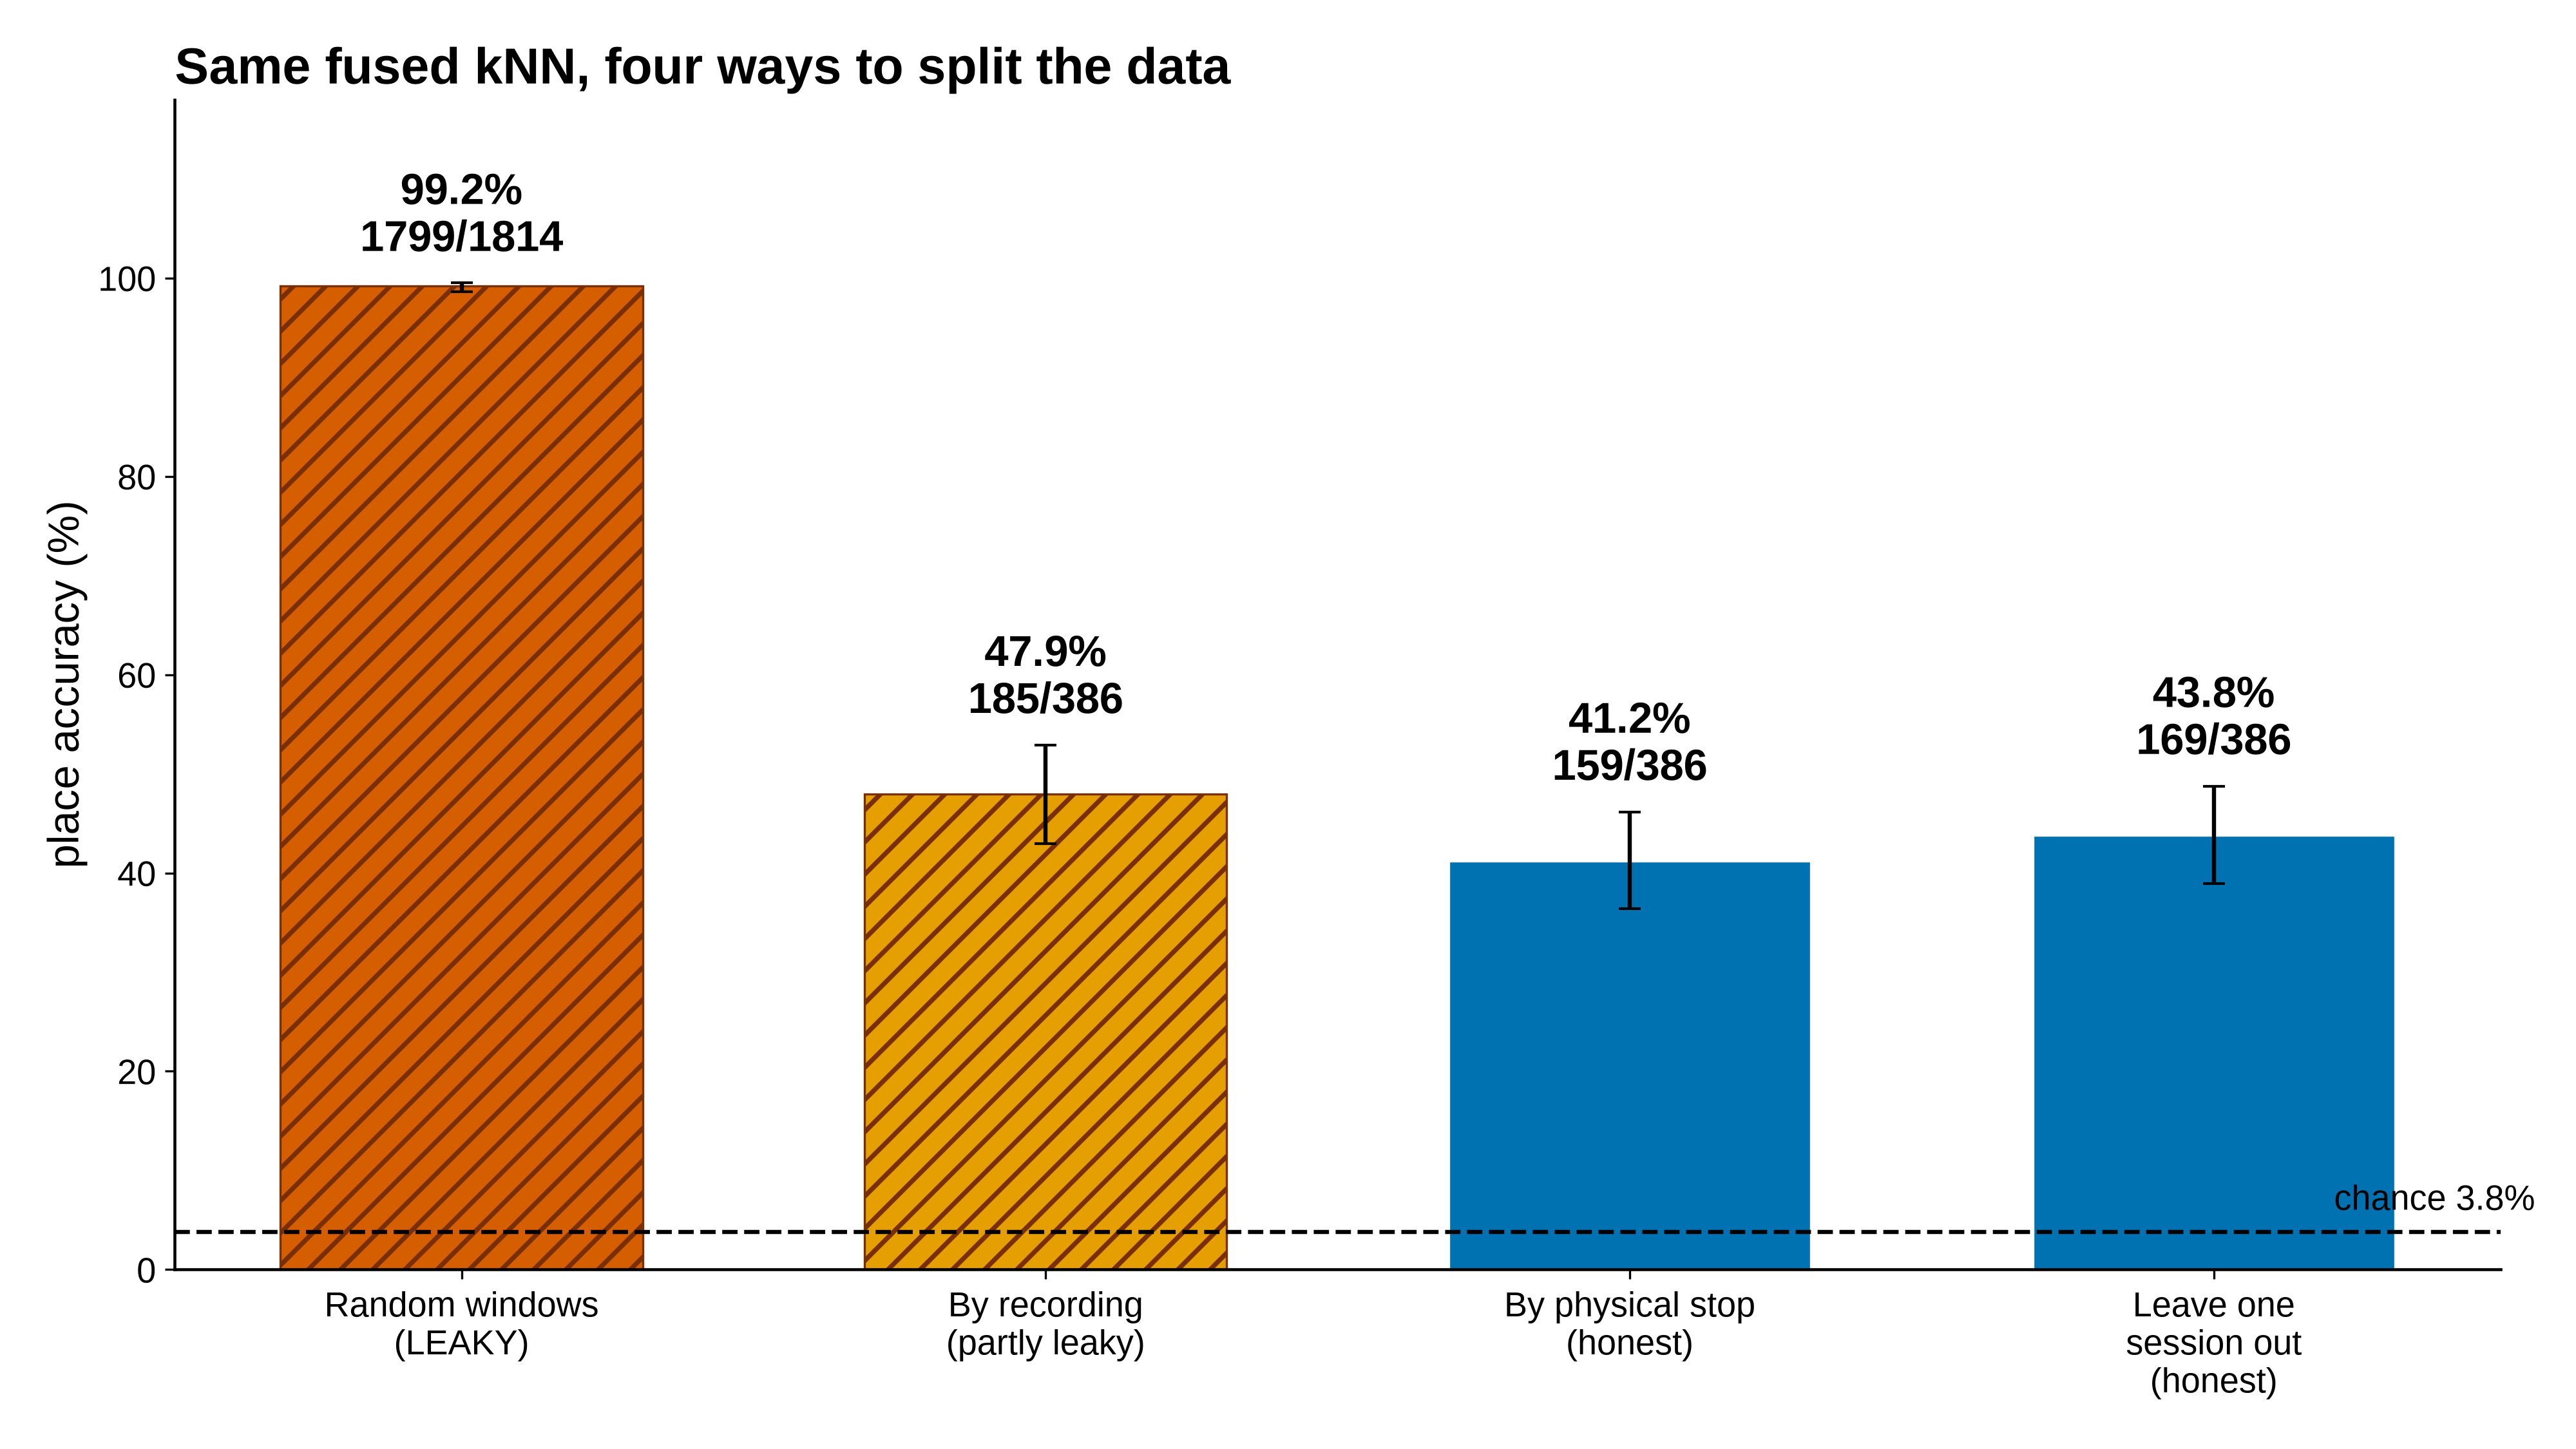 Same fused kNN, four ways to split the data
99.2%
1799/1814
47.9%
185/386
41.2%
159/386
43.8%
169/386
place accuracy (%)
100
80
60
40
20
0
chance 3.8%
Random windows
(LEAKY)
By recording
(partly leaky)
By physical stop
(honest)
Leave one
session out
(honest)